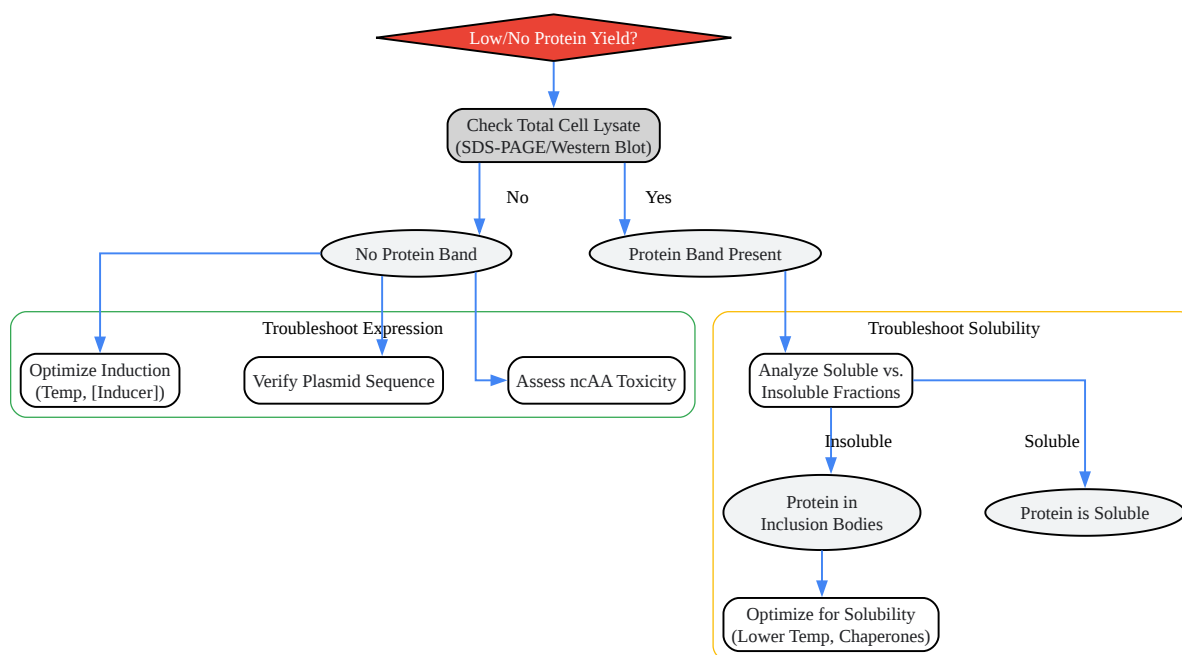 Low/No Protein Yield?
Check Total Cell Lysate
(SDS-PAGE/Western Blot)
No
Yes
No Protein Band
Protein Band Present
Troubleshoot Expression
Troubleshoot Solubility
Optimize Induction
(Temp, [Inducer])
Verify Plasmid Sequence
Assess ncAA Toxicity
Analyze Soluble vs.
Insoluble Fractions
Insoluble
Soluble
Protein in
Inclusion Bodies
Protein is Soluble
Optimize for Solubility
(Lower Temp, Chaperones)